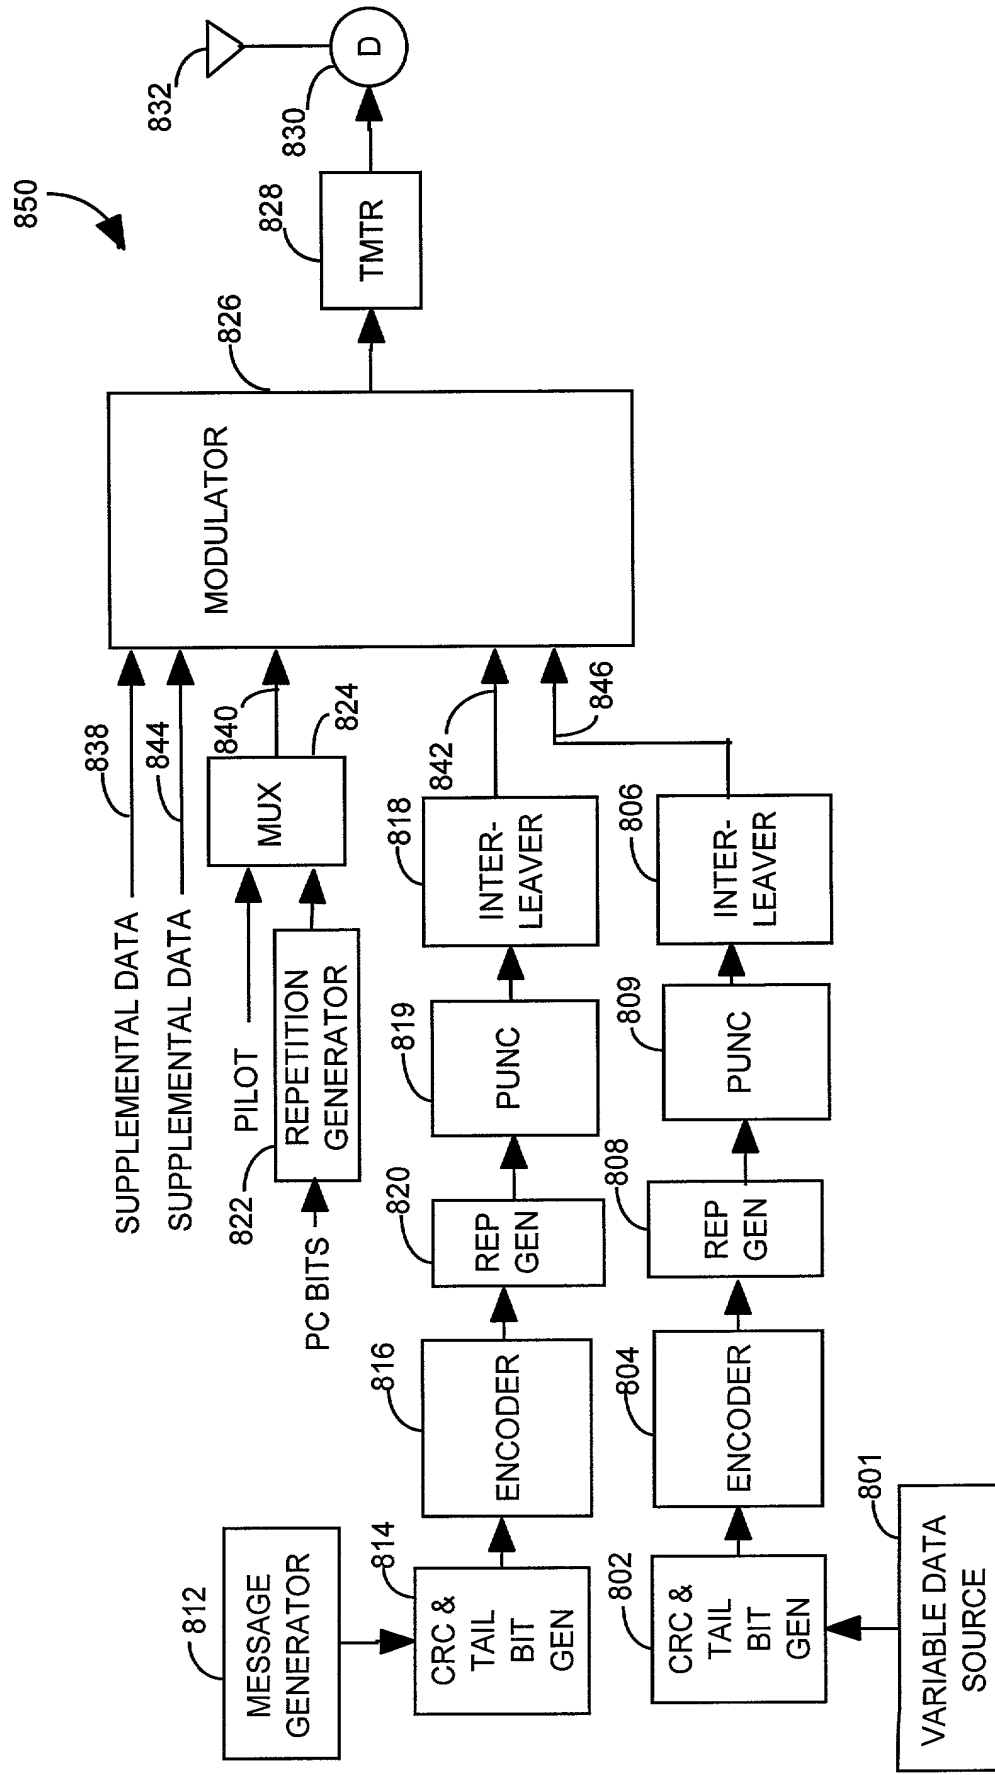 850
832
D
830
828
TMTR
826
MODULATOR
838
844
840
824
842
846
SUPPLEMENTAL DATA
SUPPLEMENTAL DATA
PILOT
MUX
822
REPETITION
GENERATOR
PC BITS
812
MESSAGE
GENERATOR
814
CRC &
TAIL
BIT
GEN
816
ENCODER
820
REP
GEN
819
PUNC
818
INTER-
LEAVER
802
CRC &
TAIL
BIT
GEN
804
ENCODER
808
REP
GEN
809
PUNC
806
INTER-
LEAVER
801
VARIABLE DATA
SOURCE